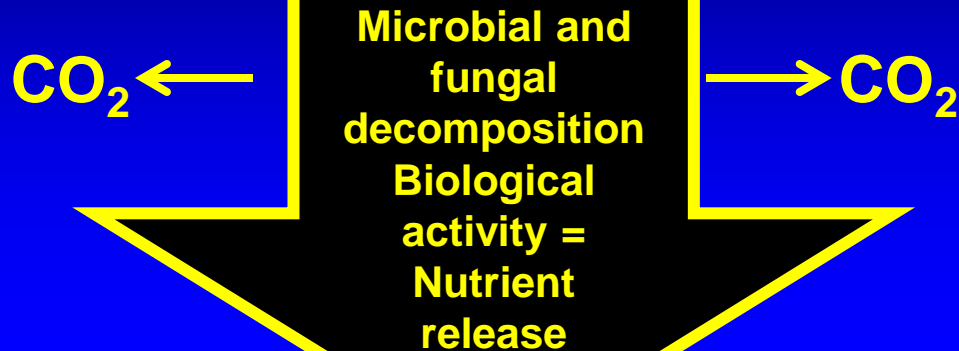 Microbial and
fungal
CO₂
CO₂
decomposition
Biological
activity =
Nutrient
release